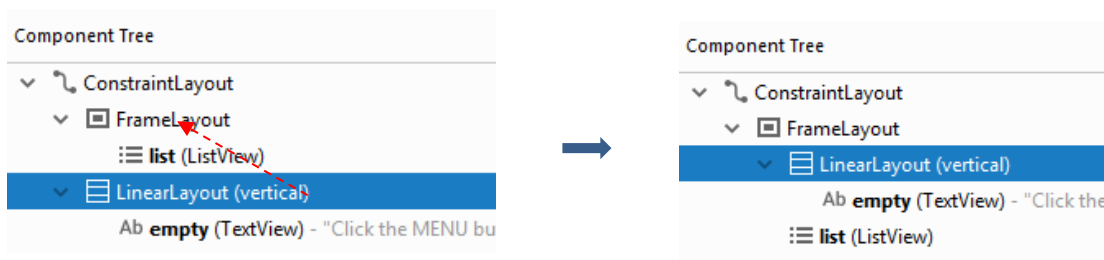 Component Tree
ConstraintLayout
FrameLayout
list (ListView)
LinearLayout (vertical)
Ab empty (TextView) - "Click the MENU bu
Component Tree
ConstraintLayout
FrameLayout
LinearLayout (vertical)
Ab empty (TextView) - "Click the
list (ListView)